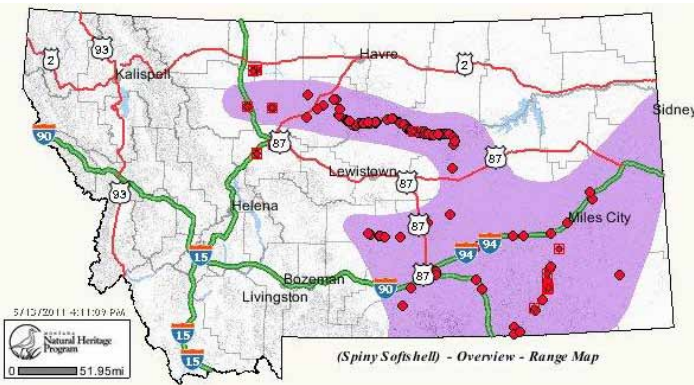 2
93
Kalispell
Havre
2
Sidney
90
87
Lewistown
87
87
93
Helena
87
Miles City
15
94
94
Bozeman
90
87
Livingston
5/13/2011 4:11:09 PM
15
15
MONTANA
Natural Heritage
Program
0 51.95mi
(Spiny Softshell) - Overview - Range Map